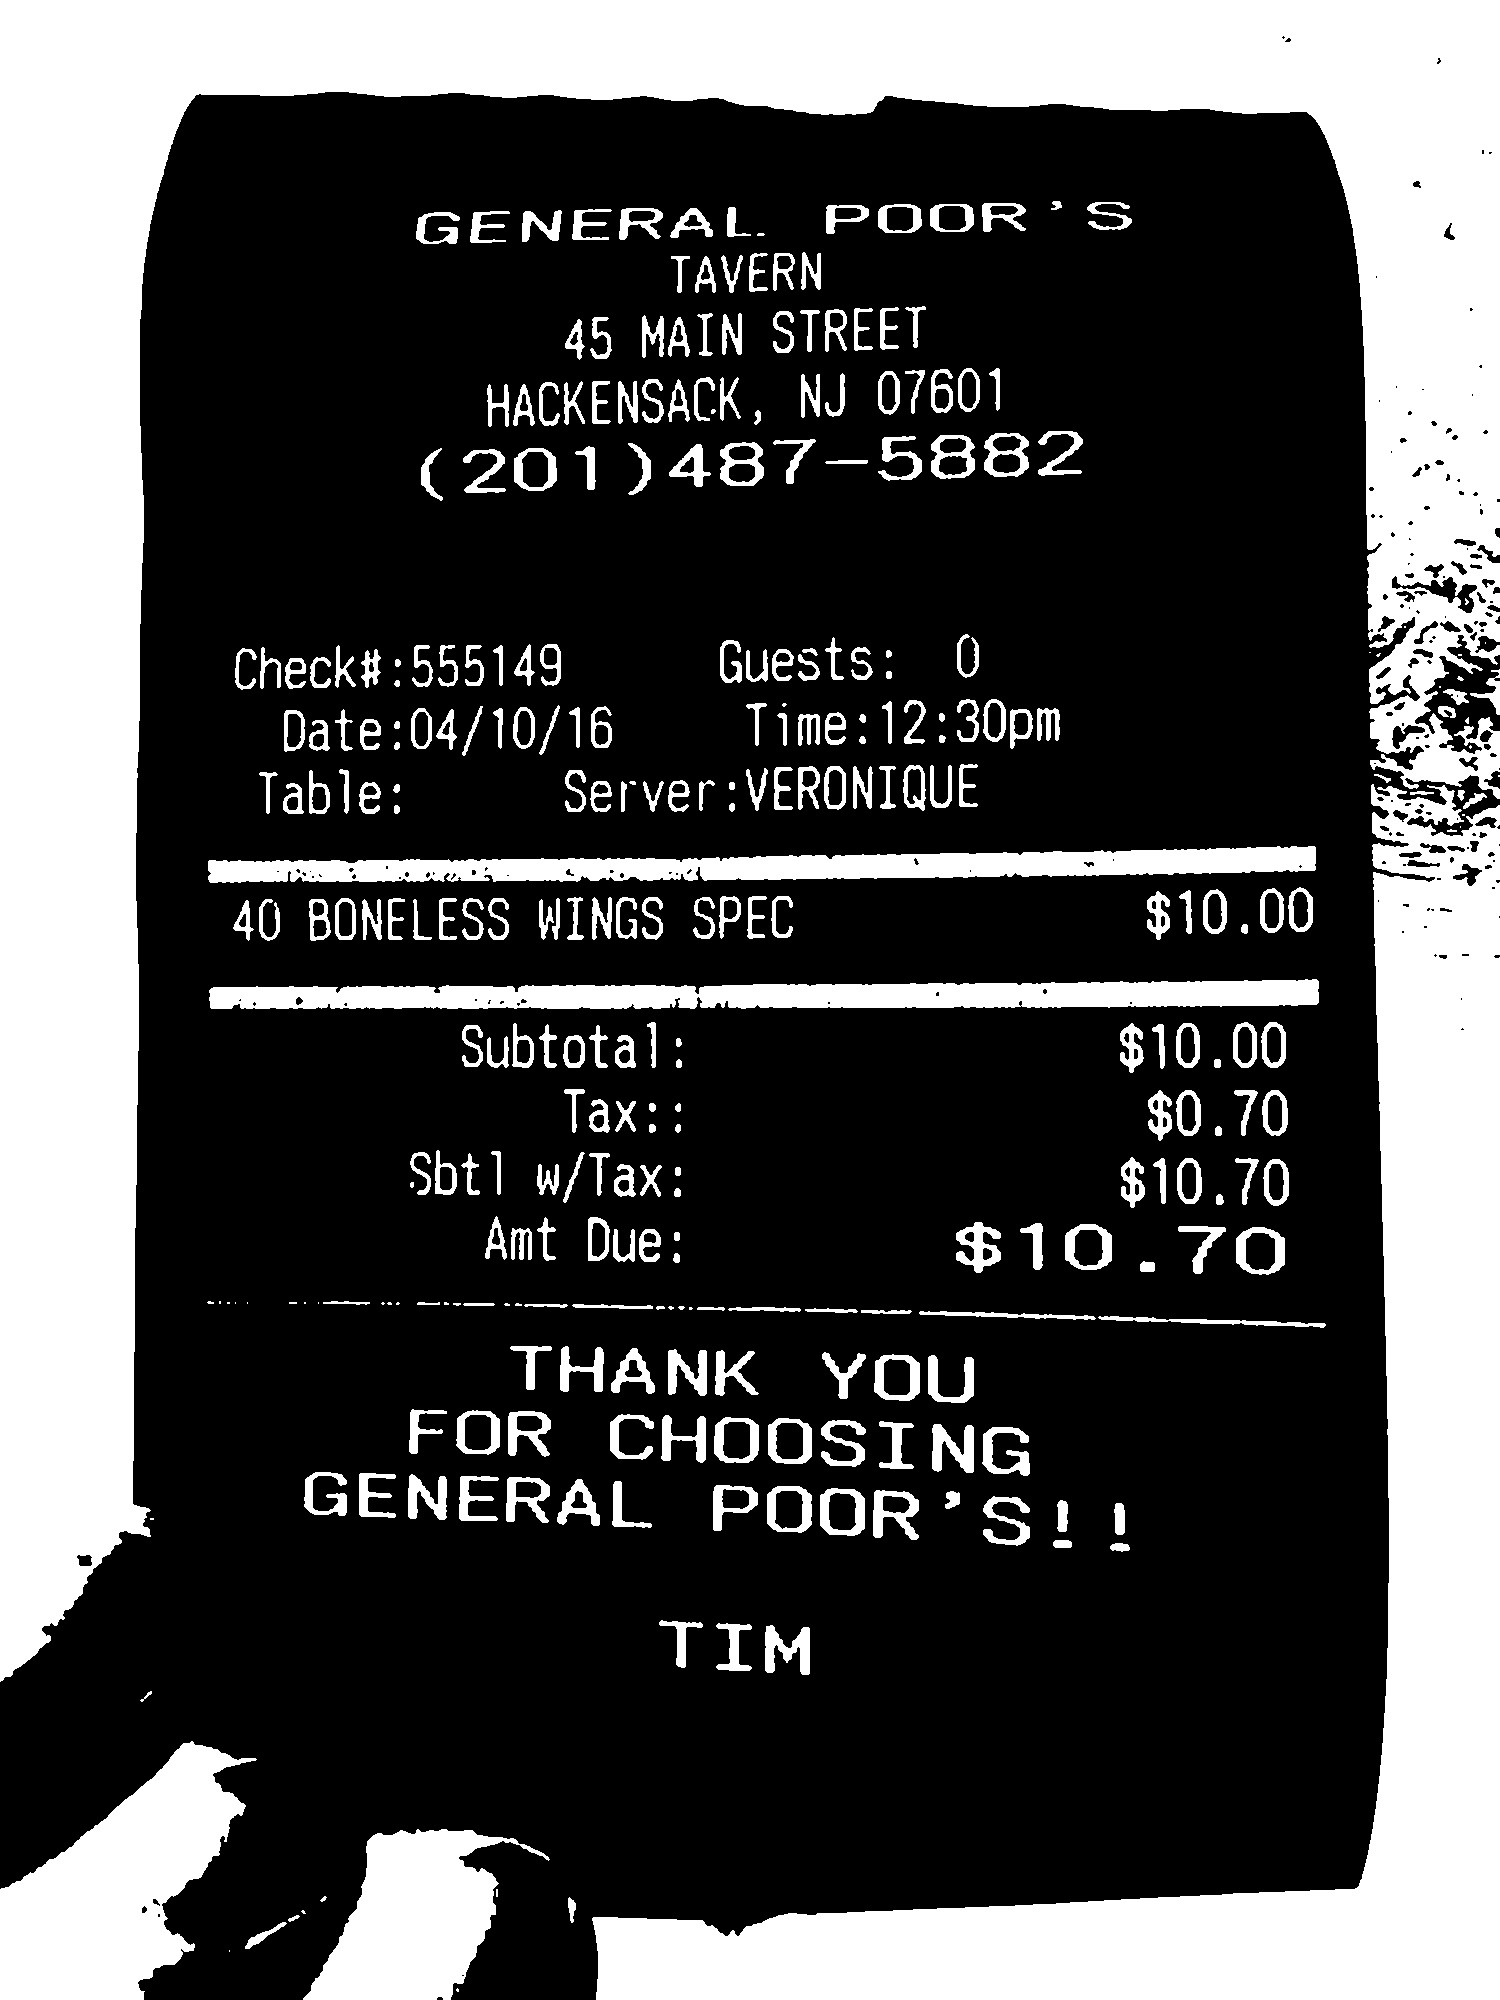 GENERAL POOR'S
TAVERN
45 MAIN STREET
HACKENSACK, NJ 07601
(201)487-5882
Check#:555149 Guests: 0
Date:04/10/16 Time:12:30pm
Table: Server:VERONIQUE
40 BONELESS WINGS SPEC $10.00
Subtotal: $10.00
Tax:: $0.70
Sbtl w/Tax: $10.70
Amt Due: $10.70
THANK YOU
FOR CHOOSING
GENERAL POOR'S!!
TIM